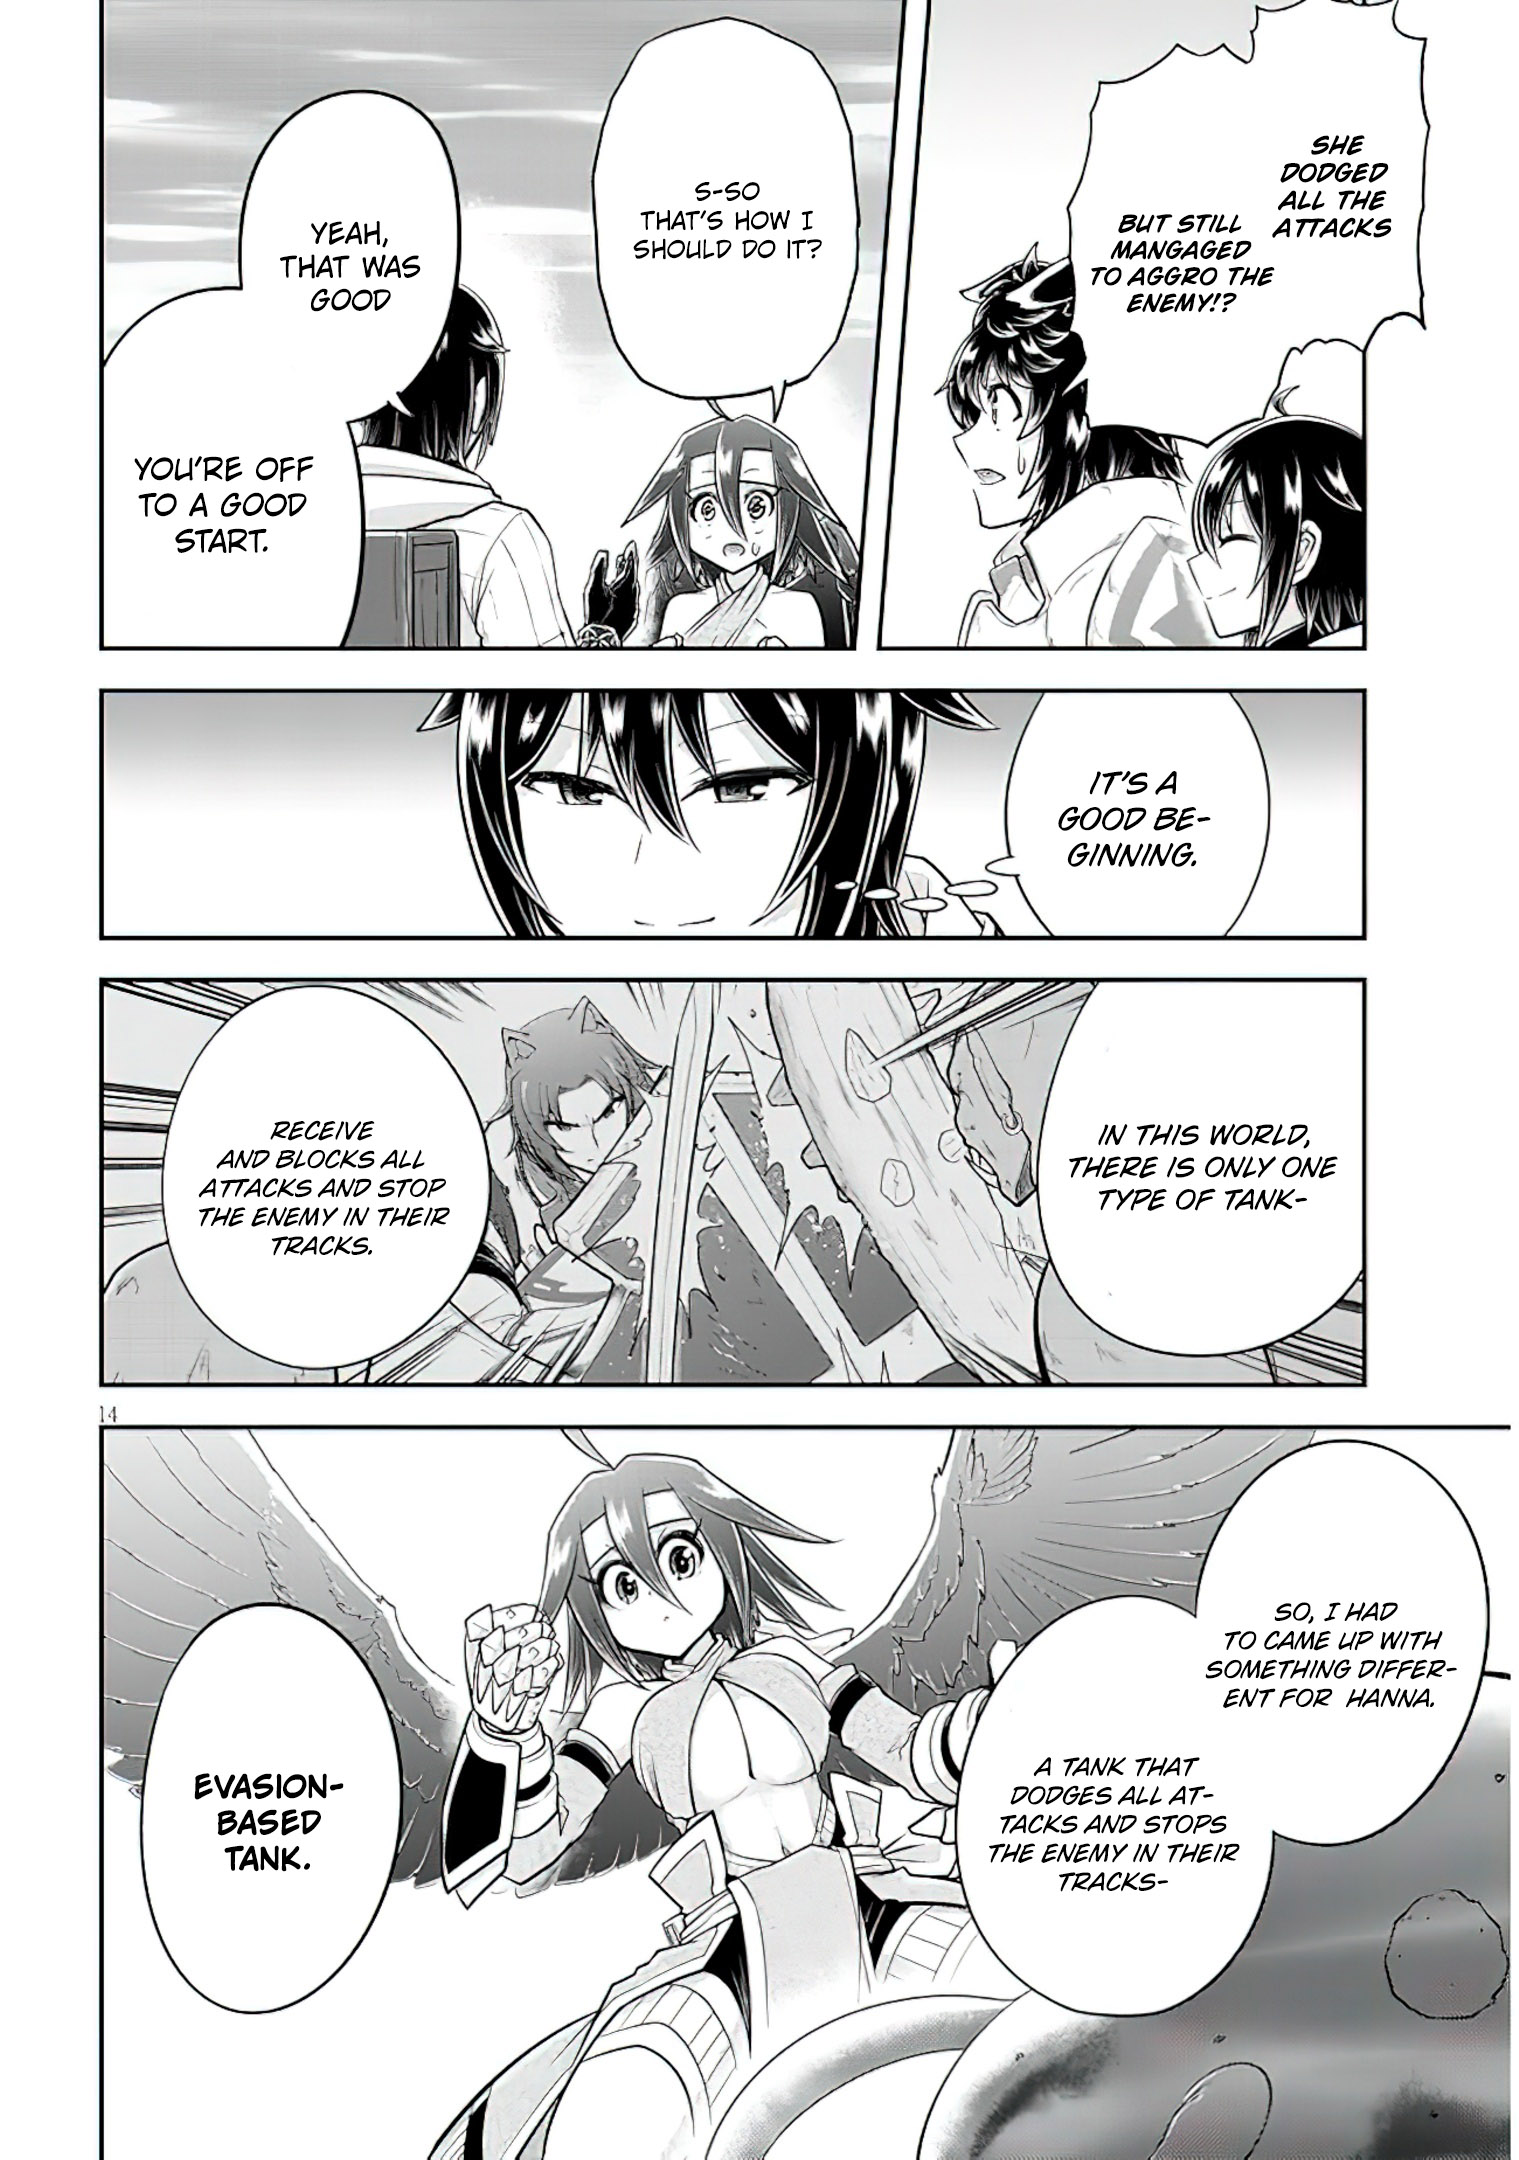 SHE
DODGED
ALL THE
ATTACKS
BUT STILL
MANGAGED
TO AGGRO THE
ENEMY!?
S-SO
THAT'S HOW I
SHOULD DO IT?
YEAH,
THAT WAS
GOOD
YOU'RE OFF
TO A GOOD
START.
IT'S A
GOOD BE-
GINNING.
IN THIS WORLD,
THERE IS ONLY ONE
TYPE OF TANK-
RECEIVE
AND BLOCKS ALL
ATTACKS AND STOP
THE ENEMY IN THEIR
TRACKS.
14
SO, I HAD
TO CAME UP WITH
SOMETHING DIFFER-
ENT FOR HANNA.
A TANK THAT
DODGES ALL AT-
TACKS AND STOPS
THE ENEMY IN THEIR
TRACKS-
EVASION-
BASED
TANK.